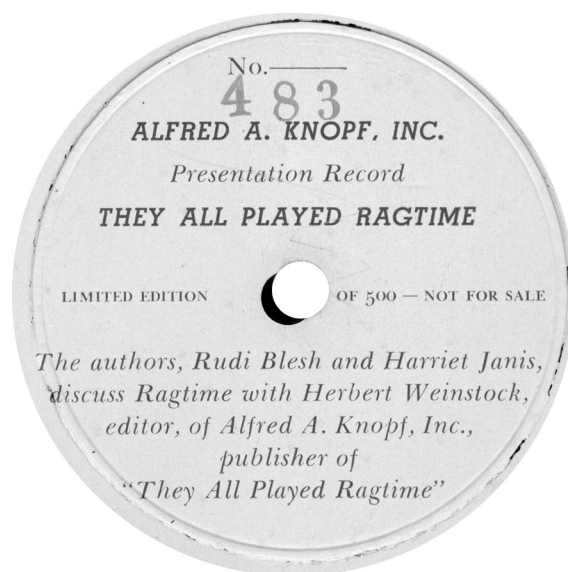 No.
483
ALFRED A. KNOPF, INC.
Presentation Record
THEY ALL PLAYED RAGTIME
LIMITED EDITION OF 500 — NOT FOR SALE
The authors, Rudi Blesh and Harriet Janis,
discuss Ragtime with Herbert Weinstock,
editor, of Alfred A. Knopf, Inc.,
publisher of
“They All Played Ragtime”